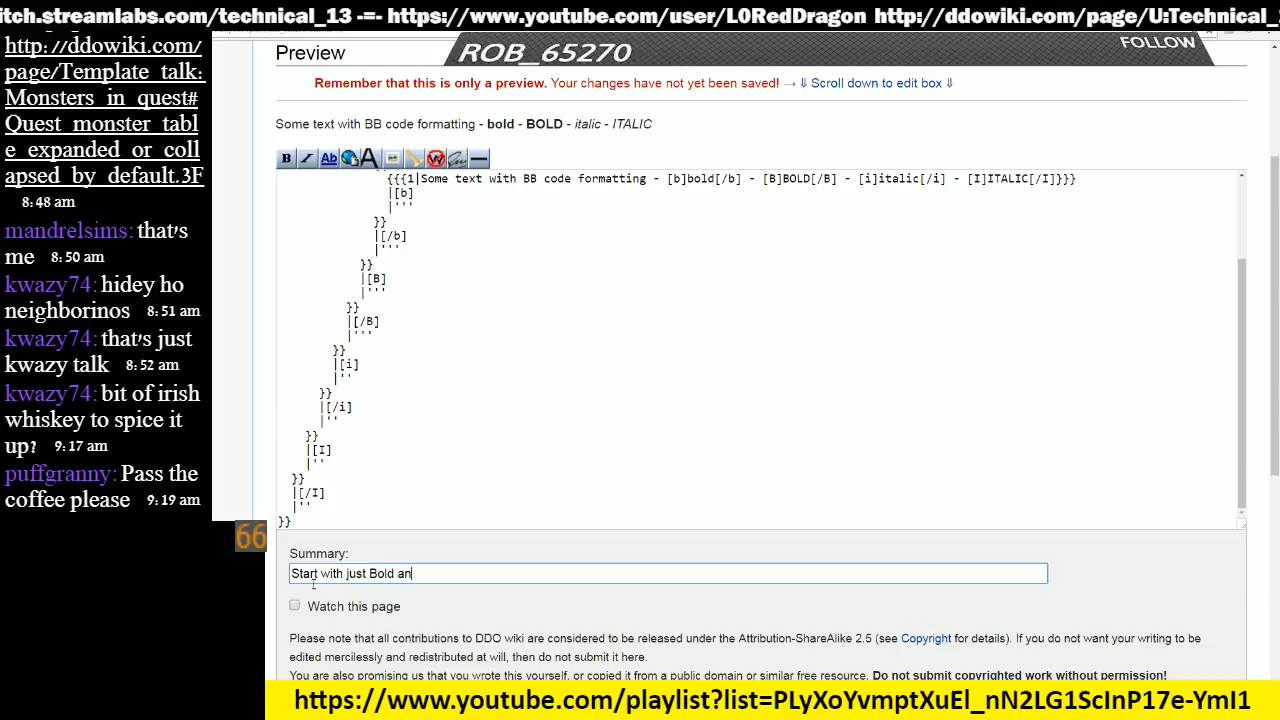 itch.streamlabs.com/technical_13 -=- https://www.youtube.com/user/L0RedDragon http://ddowiki.com/page/U:Technical_
http://ddowiki.com/
page/Template_talk:
Monsters_in_quest#
Quest_monster_tabl
e_expanded_or_coll
apsed_by_default.3F
8:48 am
mandrelsims: that's
me 8:50 am
kwazy74: hidey ho
neighborinos 8:51 am
kwazy74: that's just
kwazy talk 8:52 am
kwazy74: bit of irish
whiskey to spice it
up? 9:17 am
puffgranny: Pass the
coffee please 9:19 am
66
Preview
ROB_65270
FOLLOW
Remember that this is only a preview. Your changes have not yet been saved! → ⇓ Scroll down to edit box ⇓
Some text with BB code formatting - bold - BOLD - italic - ITALIC
B I Ab A W
{{{1|Some text with BB code formatting - [b]bold[/b] - [B]BOLD[/B] - [i]italic[/i] - [I]ITALIC[/I]}}}
|[b]
|'''
}}
|[/b]
|'''
}}
|[B]
|'''
}}
|[/B]
|'''
}}
|[i]
|''
}}
|[/i]
|''
}}
|[I]
|''
}}
|[/I]
|''
}}
Summary:
Start with just Bold an
Watch this page
Please note that all contributions to DDO wiki are considered to be released under the Attribution-ShareAlike 2.5 (see Copyright for details). If you do not want your writing to be
edited mercilessly and redistributed at will, then do not submit it here.
You are also promising us that you wrote this yourself, or copied it from a public domain or similar free resource. Do not submit copyrighted work without permission!
https://www.youtube.com/playlist?list=PLyXoYvmptXuEl_nN2LG1ScInP17e-YmI1